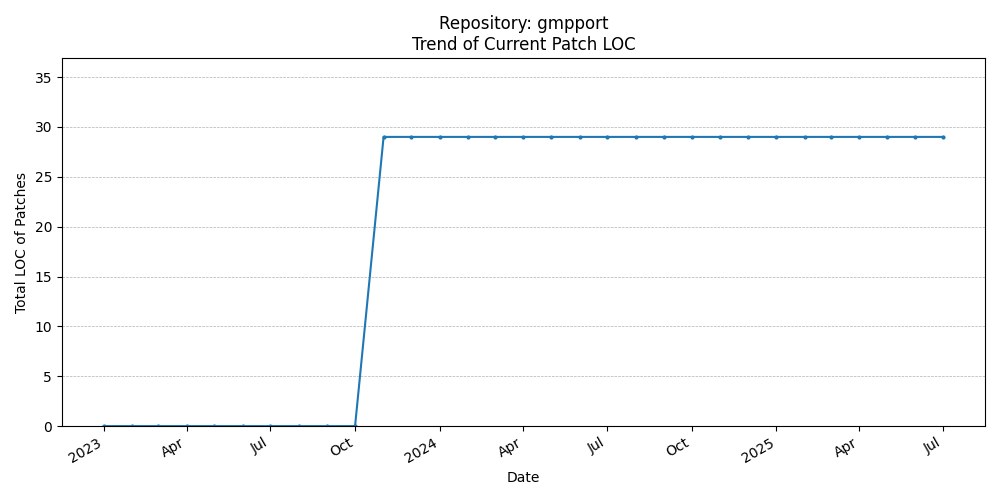 Repository: gmpport
Trend of Current Patch LOC
Total LOC of Patches
35
30
25
20
15
10
5
0
2023 Apr Jul Oct 2024 Apr Jul Oct 2025 Apr Jul
Date